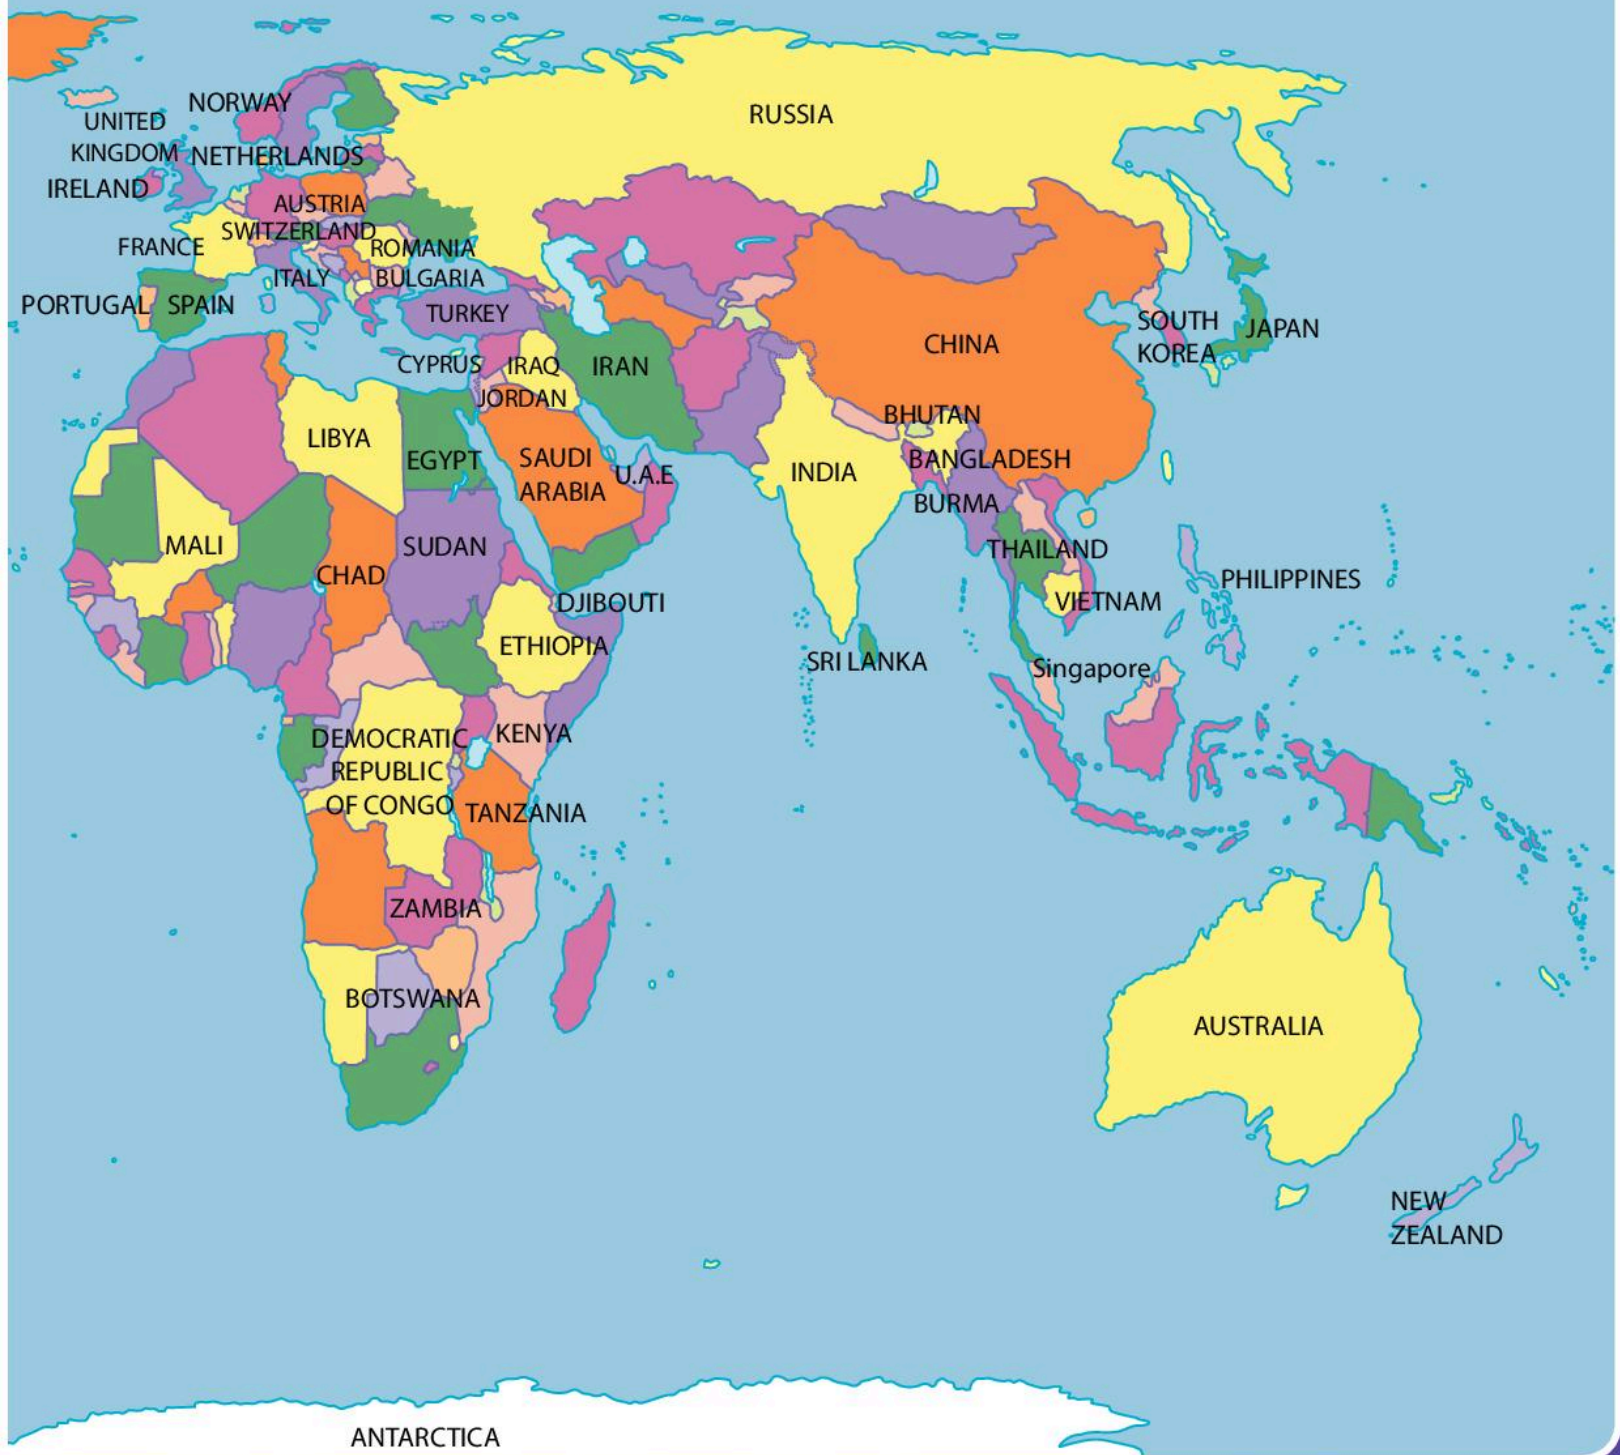 NORWAY
RUSSIA
UNITED
KINGDOM
NETHERLANDS
IRELAND
AUSTRIA
SWITZERLAND
FRANCE
ROMANIA
ITALY
BULGARIA
PORTUGAL
SPAIN
TURKEY
SOUTH
KOREA
JAPAN
CHINA
CYPRUS
IRAQ
IRAN
JORDAN
BHUTAN
LIBYA
EGYPT
SAUDI
ARABIA
U.A.E
INDIA
BANGLADESH
BURMA
MALI
SUDAN
THAILAND
CHAD
PHILIPPINES
DJIBOUTI
VIETNAM
ETHIOPIA
SRI LANKA
Singapore
KENYA
DEMOCRATIC
REPUBLIC
OF CONGO
TANZANIA
ZAMBIA
BOTSWANA
AUSTRALIA
NEW
ZEALAND
ANTARCTICA